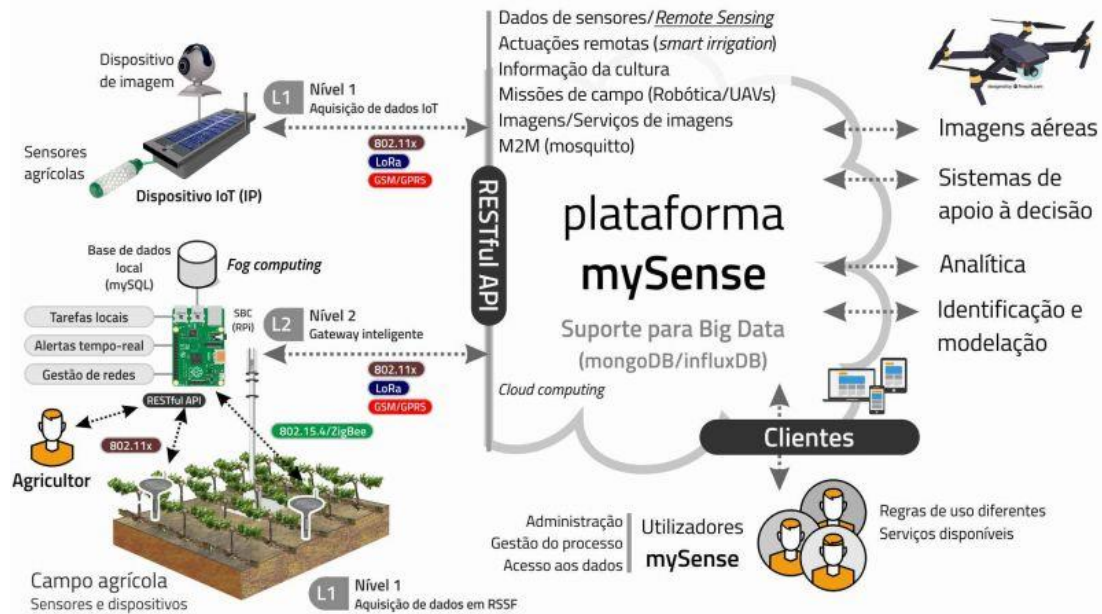 Dispositivo
de imagem
Sensores
agrícolas
Dispositivo IoT (IP)
L1
Nível 1
Aquisição de dados IoT
802.11x
LoRa
GSM/GPRS
Base de dados
local
(mySQL)
Fog computing
Tarefas locais
Alertas tempo-real
Gestão de redes
SBC
(RPi)
L2
Nível 2
Gateway inteligente
802.11x
LoRa
GSM/GPRS
RESTful API
802.11x
802.15.4/ZigBee
Agricultor
Campo agrícola
Sensores e dispositivos
L1
Nível 1
Aquisição de dados em RSSF
RESTful API
Dados de sensores/Remote Sensing
Actuações remotas (smart irrigation)
Informação da cultura
Missões de campo (Robótica/UAVs)
Imagens/Serviços de imagens
M2M (mosquitto)
plataforma
mySense
Suporte para Big Data
(mongoDB/influxDB)
Cloud computing
Imagens aéreas
Sistemas de
apoio à decisão
Analítica
Identificação e
modelação
Clientes
Administração
Gestão do processo
Acesso aos dados
Utilizadores
mySense
Regras de uso diferentes
Serviços disponíveis